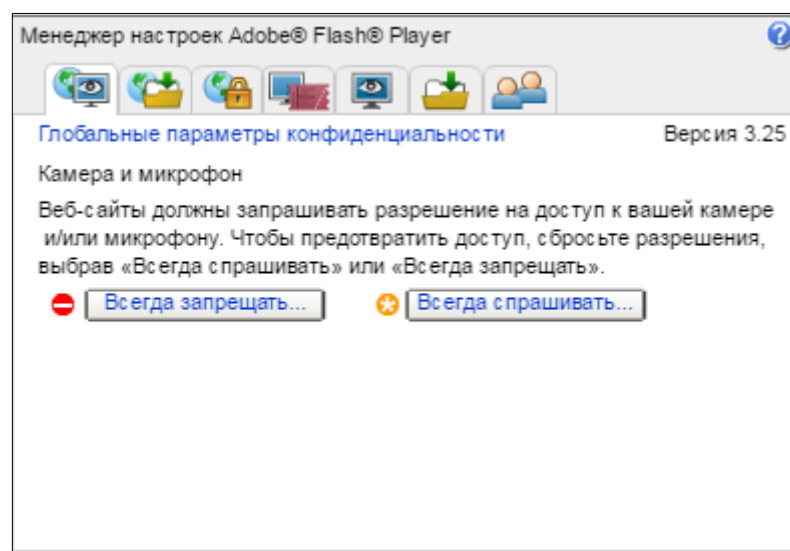 Менеджер настроек Adobe® Flash® Player
?
Глобальные параметры конфиденциальности Версия 3.25
Камера и микрофон
Веб-сайты должны запрашивать разрешение на доступ к вашей камере
и/или микрофону. Чтобы предотвратить доступ, сбросьте разрешения,
выбрав «Всегда спрашивать» или «Всегда запрещать».
Всегда запрещать... Всегда спрашивать...